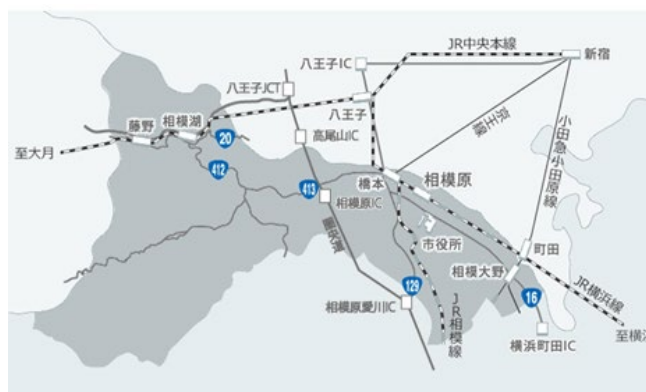 JR中央本線
新宿
八王子IC
八王子JCT
八王子
京王線
小田急小田原線
藤野
相模湖
20
高尾山IC
至大月
412
413
橋本
相模原
相模原IC
圏央道
市役所
町田
相模大野
129
16
JR横浜線
相模原愛川IC
JR相模線
横浜町田IC
至横